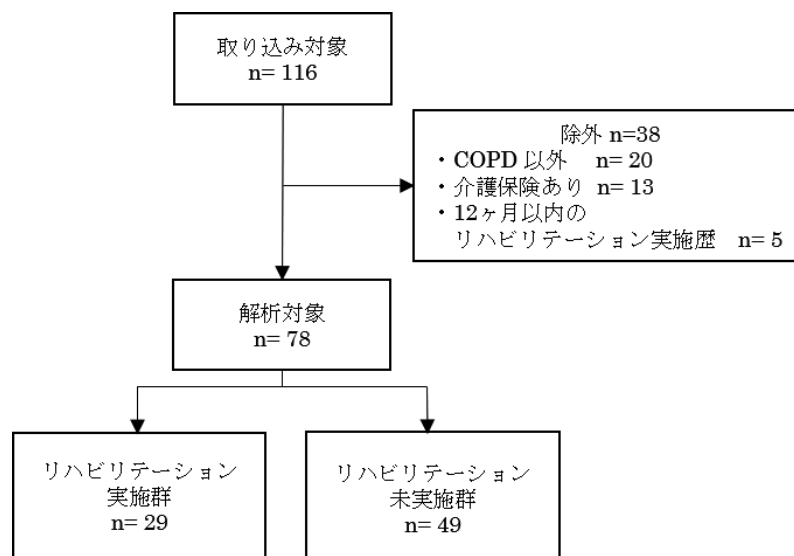 取り込み対象
n= 116
除外 n=38
・COPD 以外 n= 20
・介護保険あり n= 13
・12ヶ月以内の
リハビリテーション実施歴 n= 5
解析対象
n= 78
リハビリテーション
実施群
n= 29
リハビリテーション
未実施群
n= 49